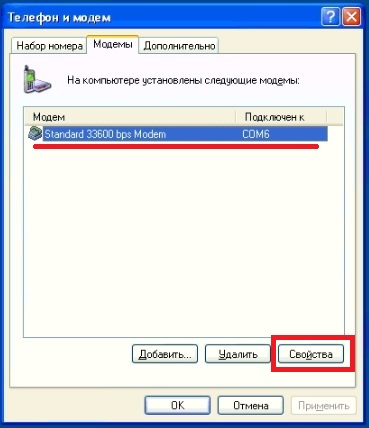 Телефон и модем
Набор номера Модемы Дополнительно
На компьютере установлены следующие модемы:
Модем Подключен к
Standard 33600 bps Modem COM6
Добавить... Удалить Свойства
ОК Отмена Применить